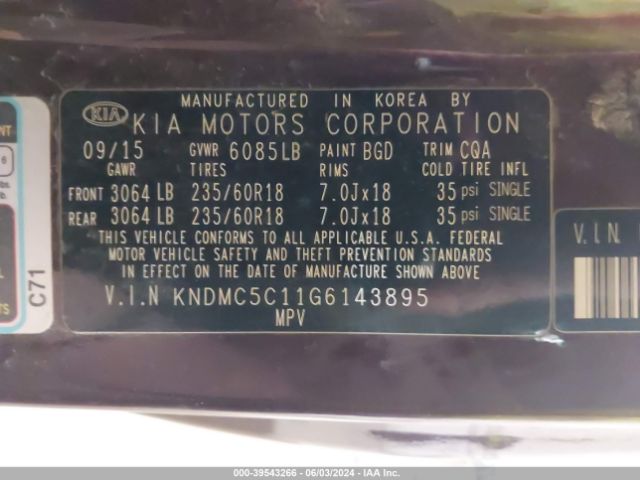 MANUFACTURED IN KOREA BY
KIA KIA MOTORS CORPORATION
09/15 GVWR 6085LB PAINT BGD TRIM CQA
GAWR TIRES RIMS COLD TIRE INFL
FRONT 3064 LB 235/60R18 7.0Jx18 35 psi SINGLE
REAR 3064 LB 235/60R18 7.0Jx18 35 psi SINGLE
THIS VEHICLE CONFORMS TO ALL APPLICABLE U.S.A. FEDERAL
MOTOR VEHICLE SAFETY AND THEFT PREVENTION STANDARDS
IN EFFECT ON THE DATE OF MANUFACTURE SHOWN ABOVE.
V.I.N KNDMC5C11G6143895
MPV
C71
V.I.N.
000-39543266 - 06/03/2024 - IAA Inc.